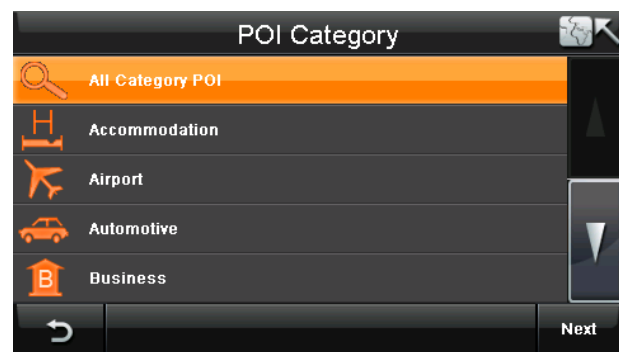 POI Category
All Category POI
Accommodation
Airport
Automotive
Business
Next